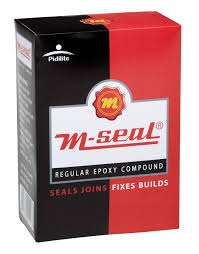 Pidilite
m
m-seal®
REGULAR EPOXY COMPOUND
SEALS JOINS FIXES BUILDS